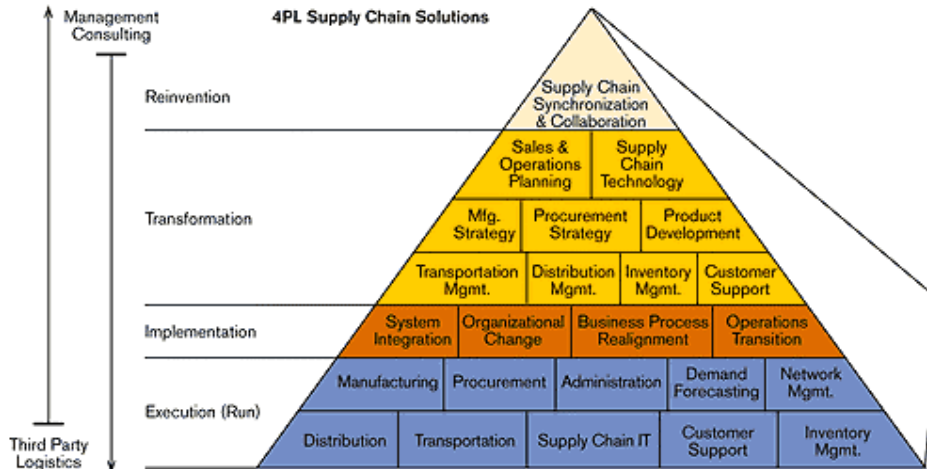 Management
Consulting
4PL Supply Chain Solutions
Reinvention
Supply Chain
Synchronization
& Collaboration
Transformation
Sales &
Operations
Planning
Supply
Chain
Technology
Mfg.
Strategy
Procurement
Strategy
Product
Development
Transportation
Mgmt.
Distribution
Mgmt.
Inventory
Mgmt.
Customer
Support
Implementation
System
Integration
Organizational
Change
Business Process
Realignment
Operations
Transition
Execution (Run)
Manufacturing
Procurement
Administration
Demand
Forecasting
Network
Mgmt.
Distribution
Transportation
Supply Chain IT
Customer
Support
Inventory
Mgmt.
Third Party
Logistics